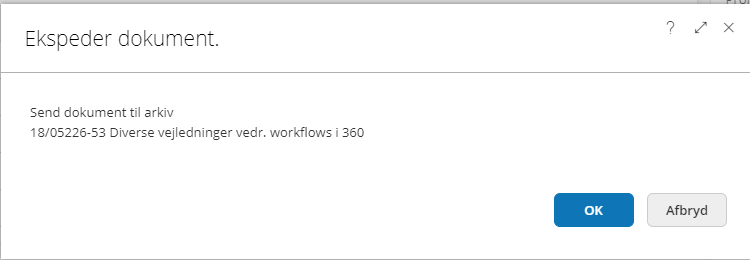 Ekspeder dokument.
Send dokument til arkiv
18/05226-53 Diverse vejledninger vedr. workflows i 360
OK
Afbryd